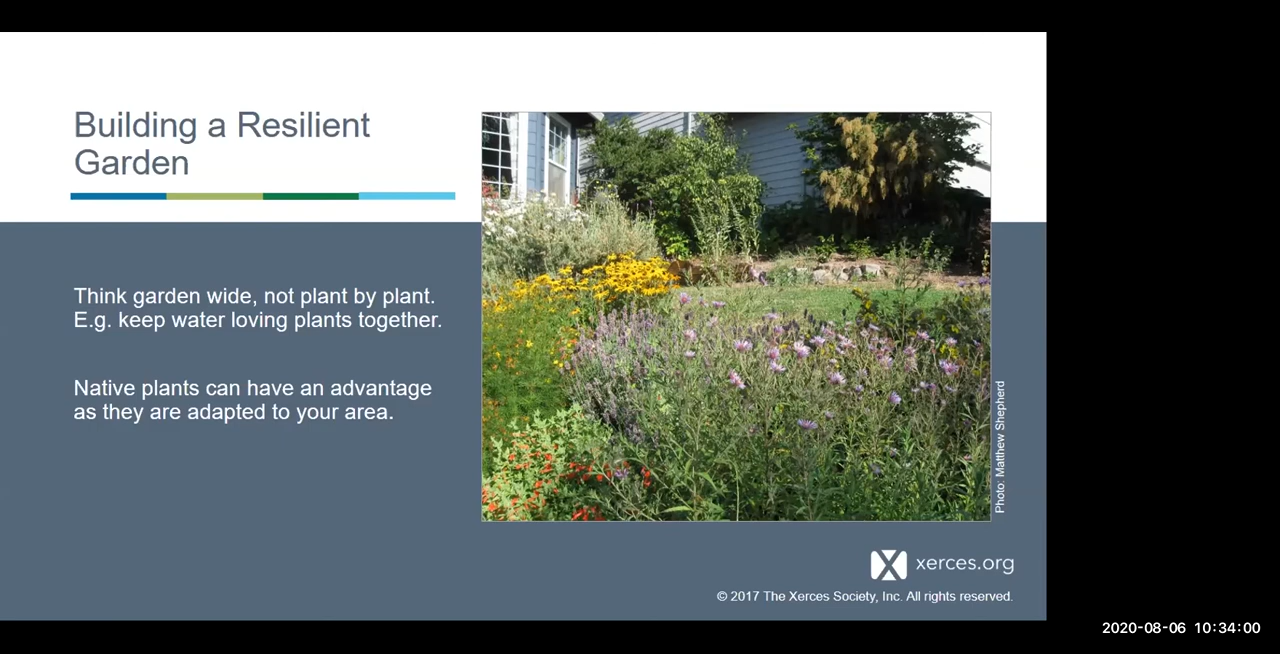 Building a Resilient
Garden
Think garden wide, not plant by plant.
E.g. keep water loving plants together.
Native plants can have an advantage
as they are adapted to your area.
Photo: Matthew Shepherd
xerces.org
© 2017 The Xerces Society, Inc. All rights reserved.
2020-08-06 10:34:00